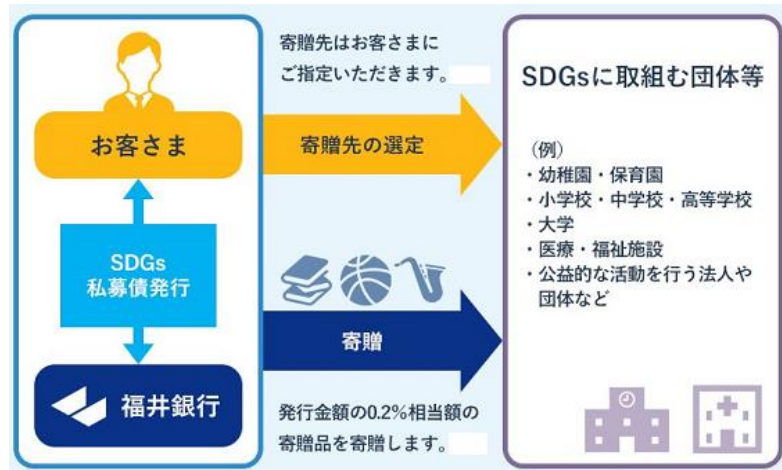 お客さま
SDGs
私募債発行
福井銀行
寄贈先はお客さまに
ご指定いただきます。
寄贈先の選定
寄贈
発行金額の0.2%相当額の
寄贈品を寄贈します。
SDGsに取組む団体等
（例）
・幼稚園・保育園
・小学校・中学校・高等学校
・大学
・医療・福祉施設
・公益的な活動を行う法人や
団体など